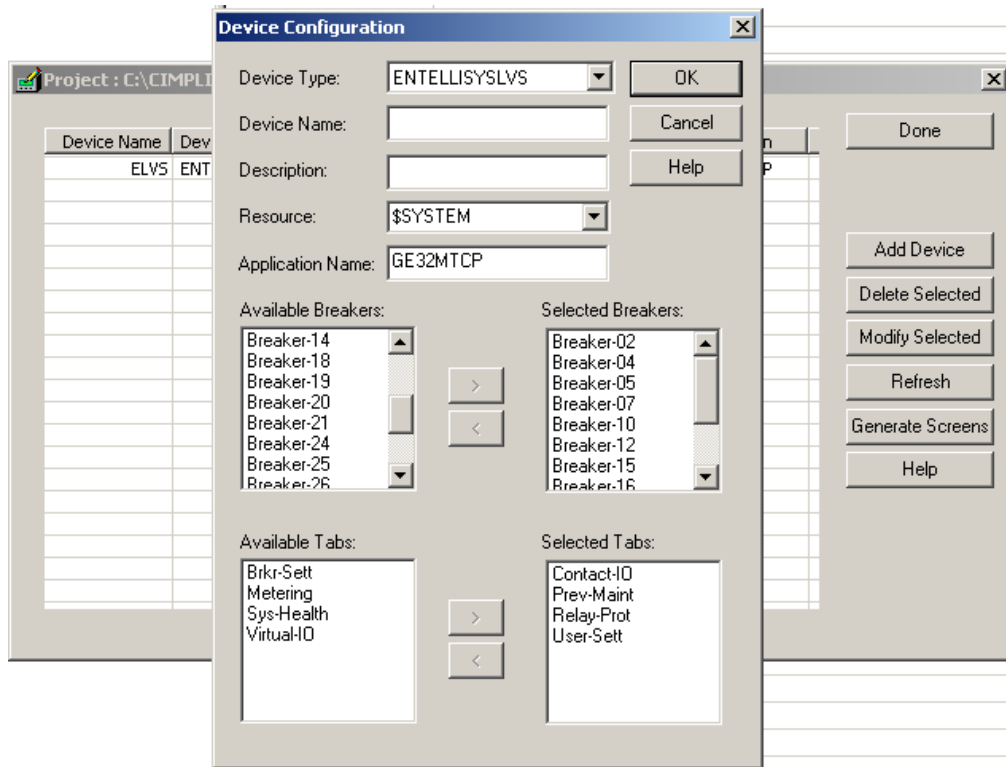 Device Configuration
Project : C:\CIMPLI
Device Type: ENTELLISYSLVS OK
Device Name: Cancel
Description: Help
Resource: $SYSTEM
Application Name: GE32MTCP
Available Breakers: Selected Breakers:
Breaker-14
Breaker-18
Breaker-19
Breaker-20
Breaker-21
Breaker-24
Breaker-25
Breaker-26
>
<
Breaker-02
Breaker-04
Breaker-05
Breaker-07
Breaker-10
Breaker-12
Breaker-15
Breaker-16
Available Tabs: Selected Tabs:
Brkr-Sett
Metering
Sys-Health
Virtual-IO
>
<
Contact-IO
Prev-Maint
Relay-Prot
User-Sett
Device Name Dev n
ELVS ENT P
Done
Add Device
Delete Selected
Modify Selected
Refresh
Generate Screens
Help